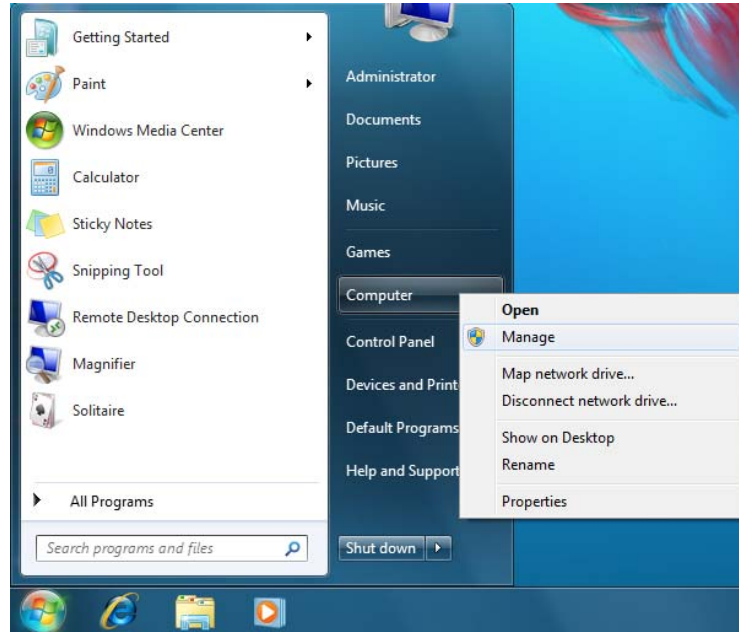 Getting Started
Paint
Windows Media Center
Calculator
Sticky Notes
Snipping Tool
Remote Desktop Connection
Magnifier
Solitaire
All Programs
Search programs and files
Administrator
Documents
Pictures
Music
Games
Computer
Control Panel
Devices and Print
Default Programs
Help and Support
Shut down
Open
Manage
Map network drive...
Disconnect network drive...
Show on Desktop
Rename
Properties